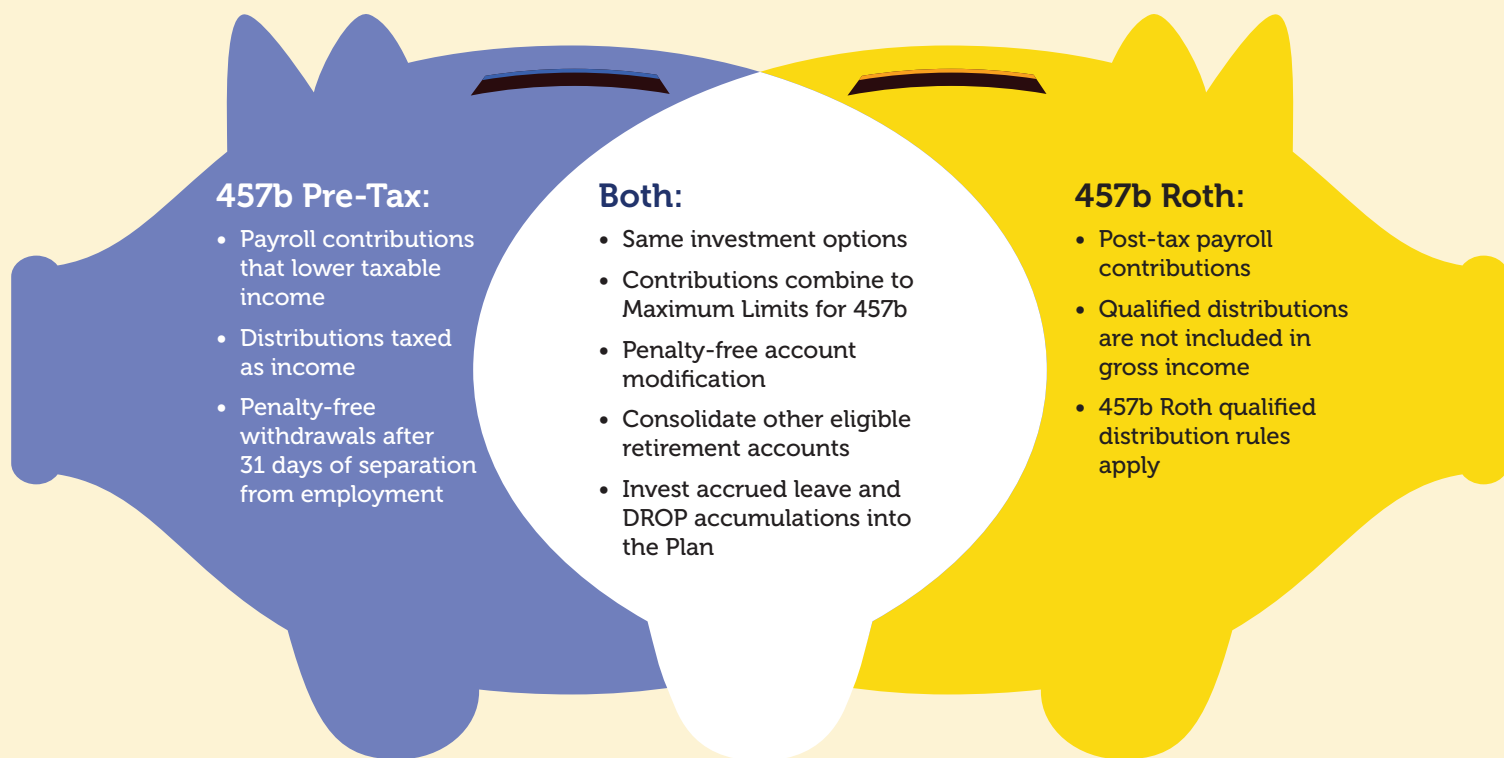 457b Pre-Tax:
• Payroll contributions
that lower taxable
income
• Distributions taxed
as income
• Penalty-free
withdrawals after
31 days of separation
from employment
Both:
• Same investment options
• Contributions combine to
Maximum Limits for 457b
• Penalty-free account
modification
• Consolidate other eligible
retirement accounts
• Invest accrued leave and
DROP accumulations into
the Plan
457b Roth:
• Post-tax payroll
contributions
• Qualified distributions
are not included in
gross income
• 457b Roth qualified
distribution rules
apply